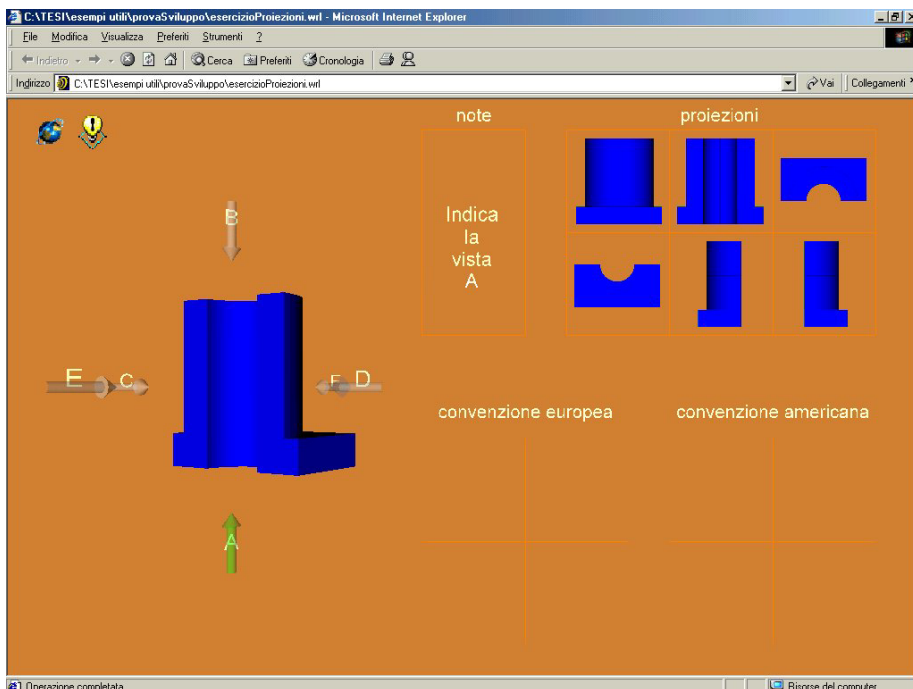 C:\TESI\esempi utili\provaSviluppo\esercizioProiezioni.wrl - Microsoft Internet Explorer
File Modifica Visualizza Preferiti Strumenti ?
Indietro Cerca Preferiti Cronologia
Indirizzo C:\TESI\esempi utili\provaSviluppo\esercizioProiezioni.wrl Vai Collegamenti »
note proiezioni
B
Indica
la
vista
A
E C F D
convenzione europea convenzione americana
A
Operazione completata Risorse del computer